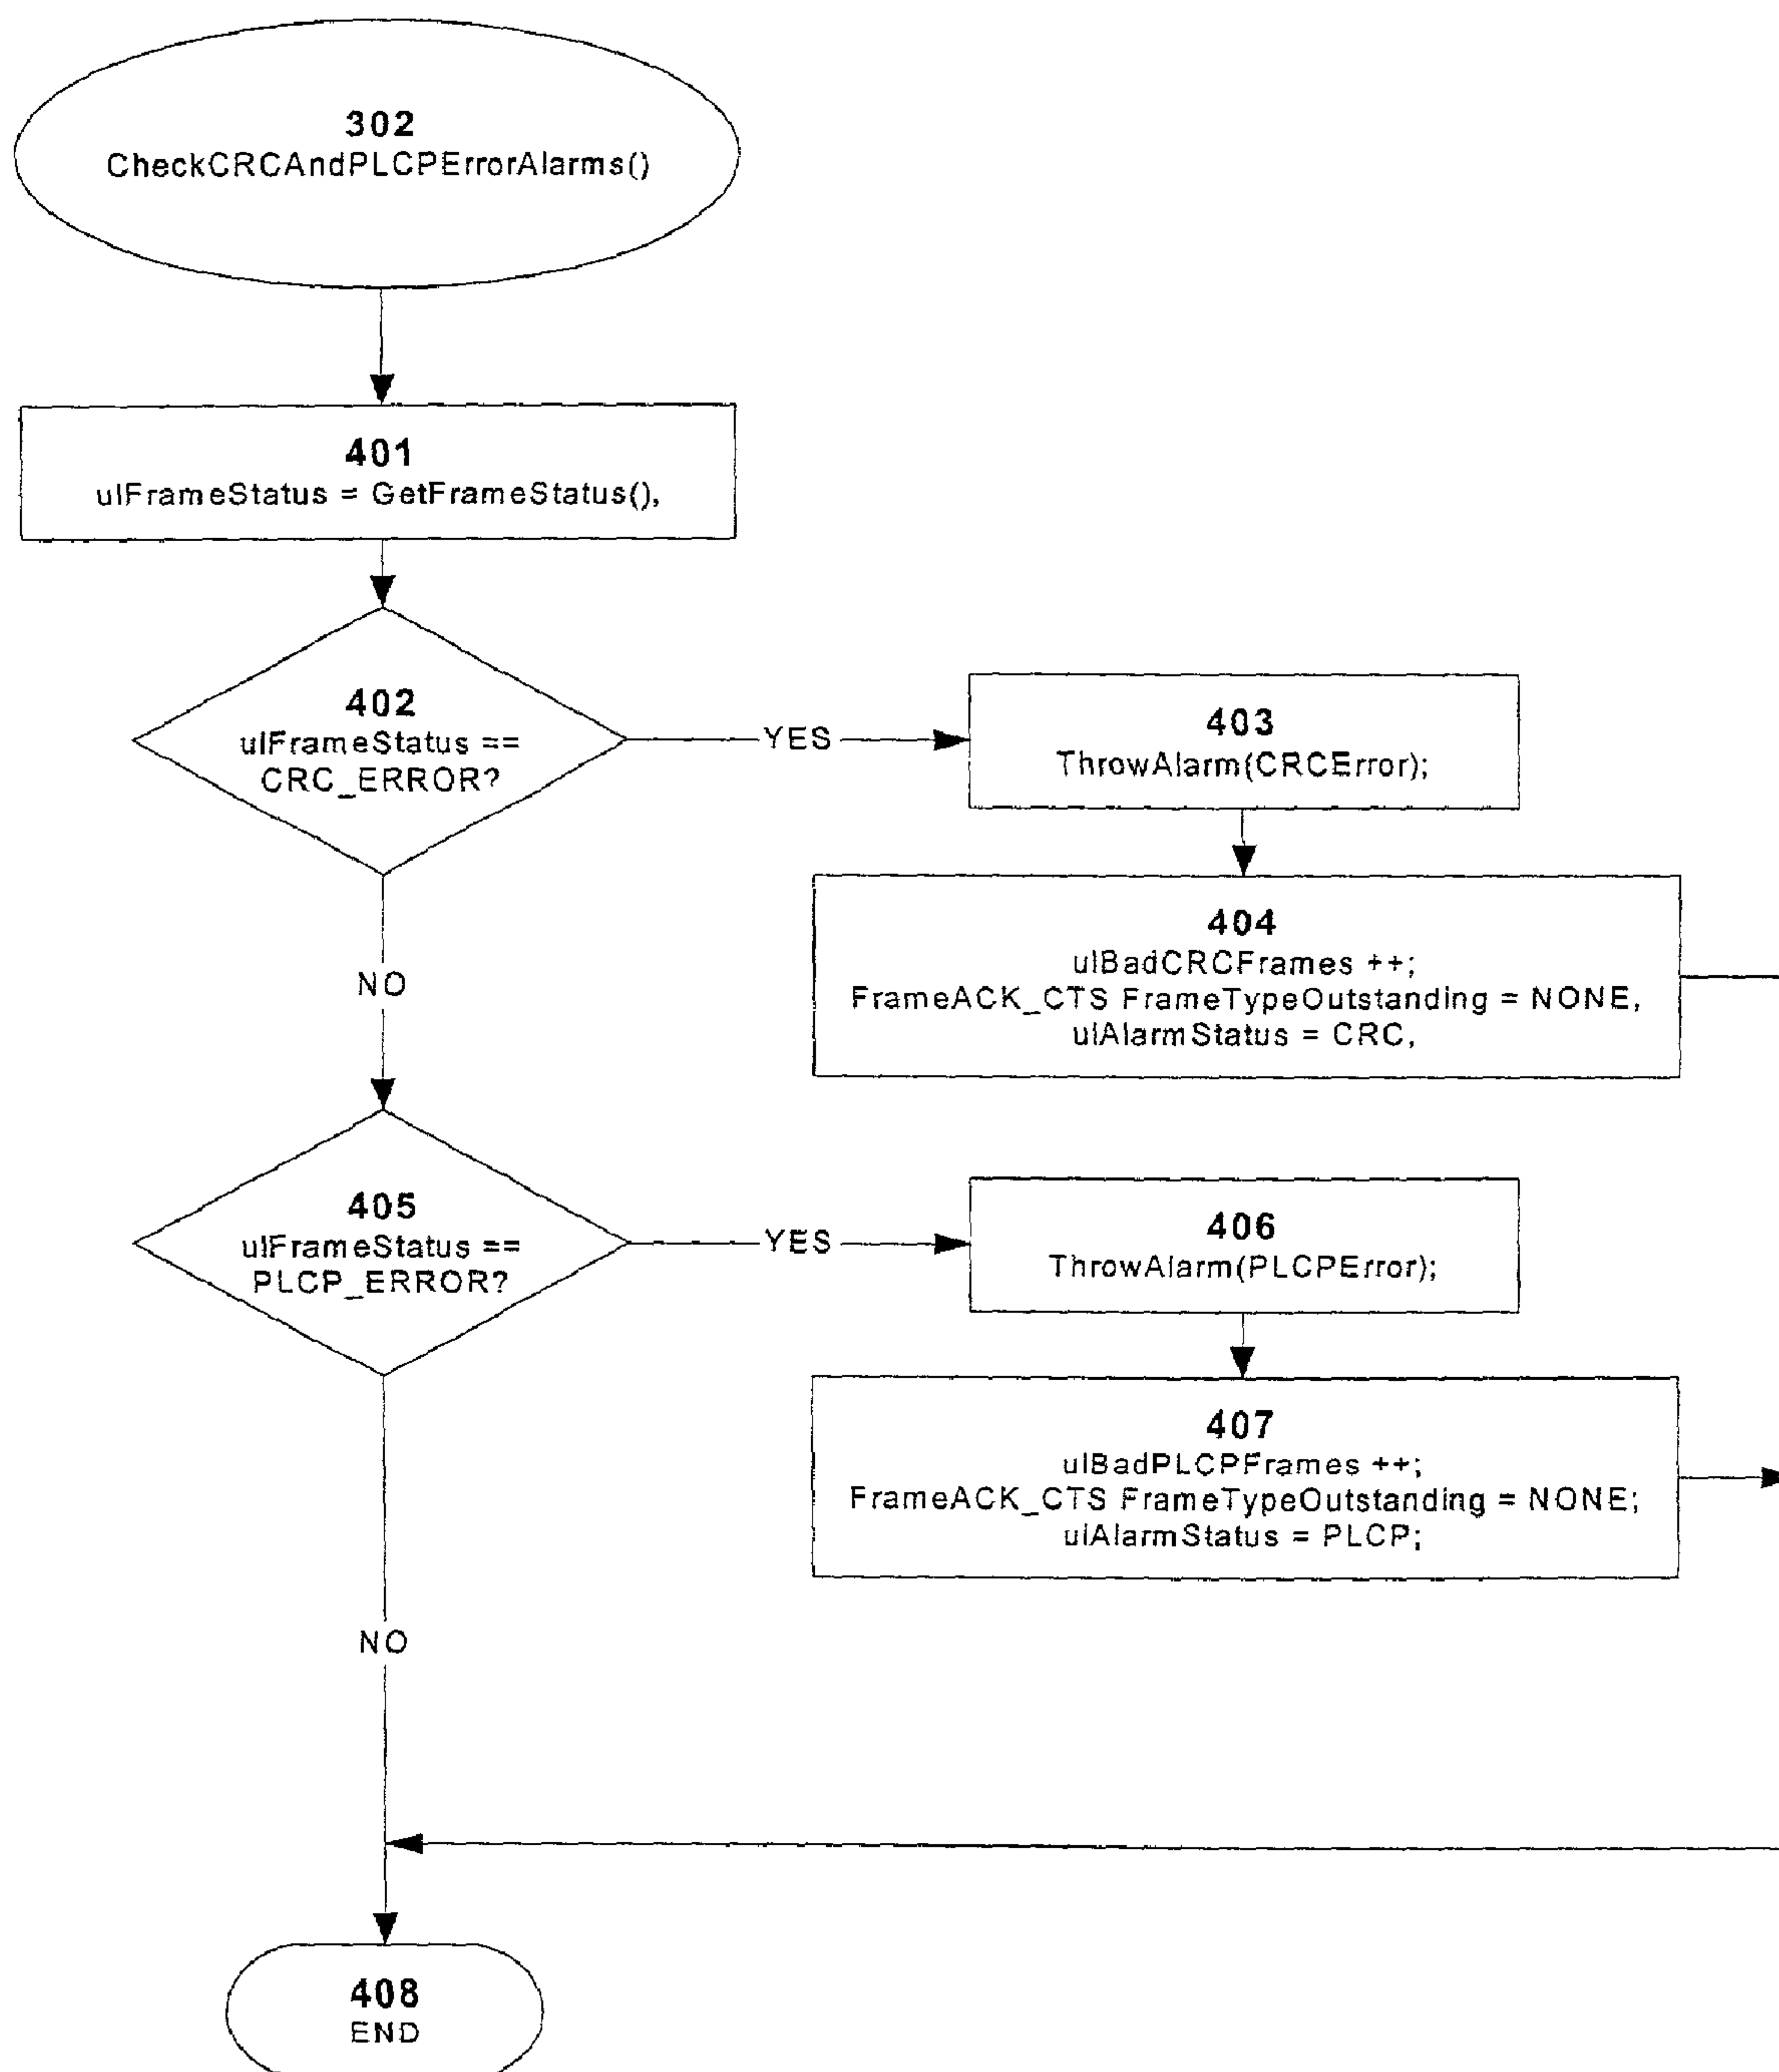 302
CheckCRCAndPLCPErrorAlarms()
401
ulFrameStatus = GetFrameStatus(),
402
ulFrameStatus ==
CRC_ERROR?
YES
403
ThrowAlarm(CRCError);
404
ulBadCRCFrames ++;
FrameACK_CTS FrameTypeOutstanding = NONE,
ulAlarmStatus = CRC,
NO
405
ulFrameStatus ==
PLCP_ERROR?
YES
406
ThrowAlarm(PLCPError);
407
ulBadPLCPFrames ++;
FrameACK_CTS FrameTypeOutstanding = NONE;
ulAlarmStatus = PLCP;
NO
408
END